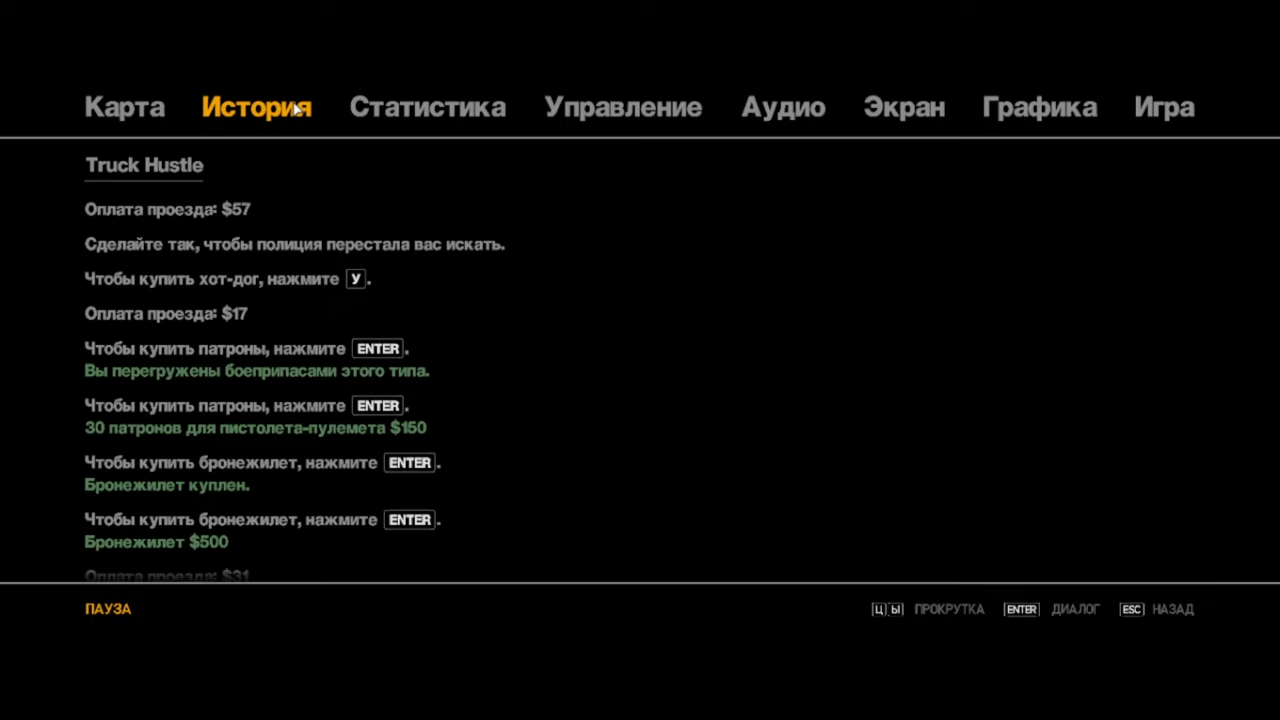 Карта История Статистика Управление Аудио Экран Графика Игра
Truck Hustle
Оплата проезда: $57
Сделайте так, чтобы полиция перестала вас искать.
Чтобы купить хот-дог, нажмите У.
Оплата проезда: $17
Чтобы купить патроны, нажмите ENTER.
Вы перегружены боеприпасами этого типа.
Чтобы купить патроны, нажмите ENTER.
30 патронов для пистолета-пулемета $150
Чтобы купить бронежилет, нажмите ENTER.
Бронежилет куплен.
Чтобы купить бронежилет, нажмите ENTER.
Бронежилет $500
Оплата проезда: $31
ПАУЗА Ц Ы ПРОКРУТКА ENTER ДИАЛОГ ESC НАЗАД